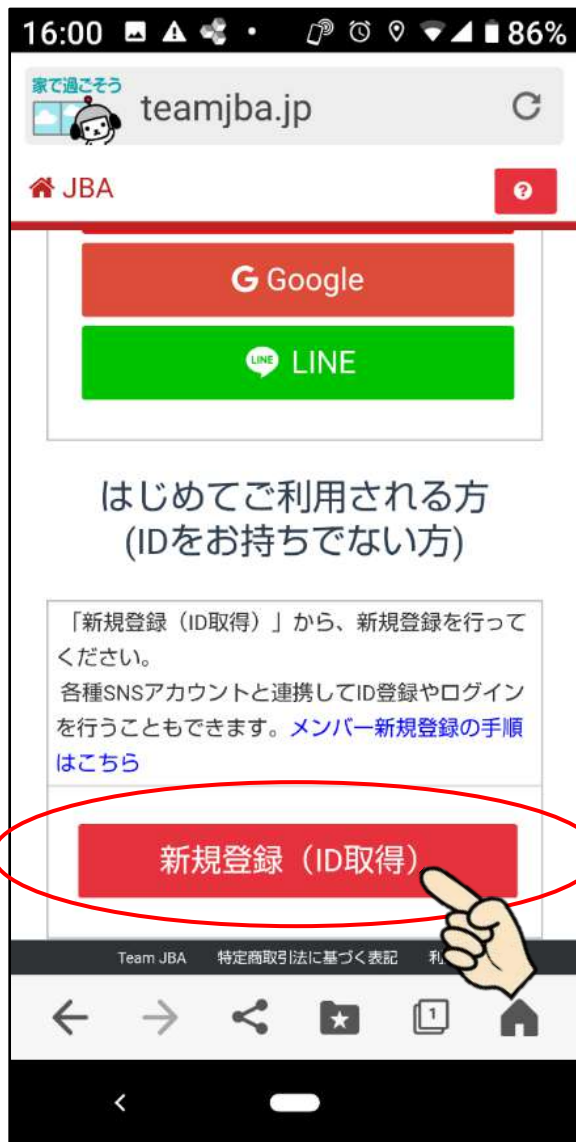 16:00
86%
家で過ごそう
teamjba.jp
JBA
G Google
LINE LINE
はじめてご利用される方
(IDをお持ちでない方)
「新規登録（ID取得）」から、新規登録を行って
ください。
各種SNSアカウントと連携してID登録やログイン
を行うこともできます。メンバー新規登録の手順
はこちら
新規登録（ID取得）
Team JBA 特定商取引法に基づく表記 利
1